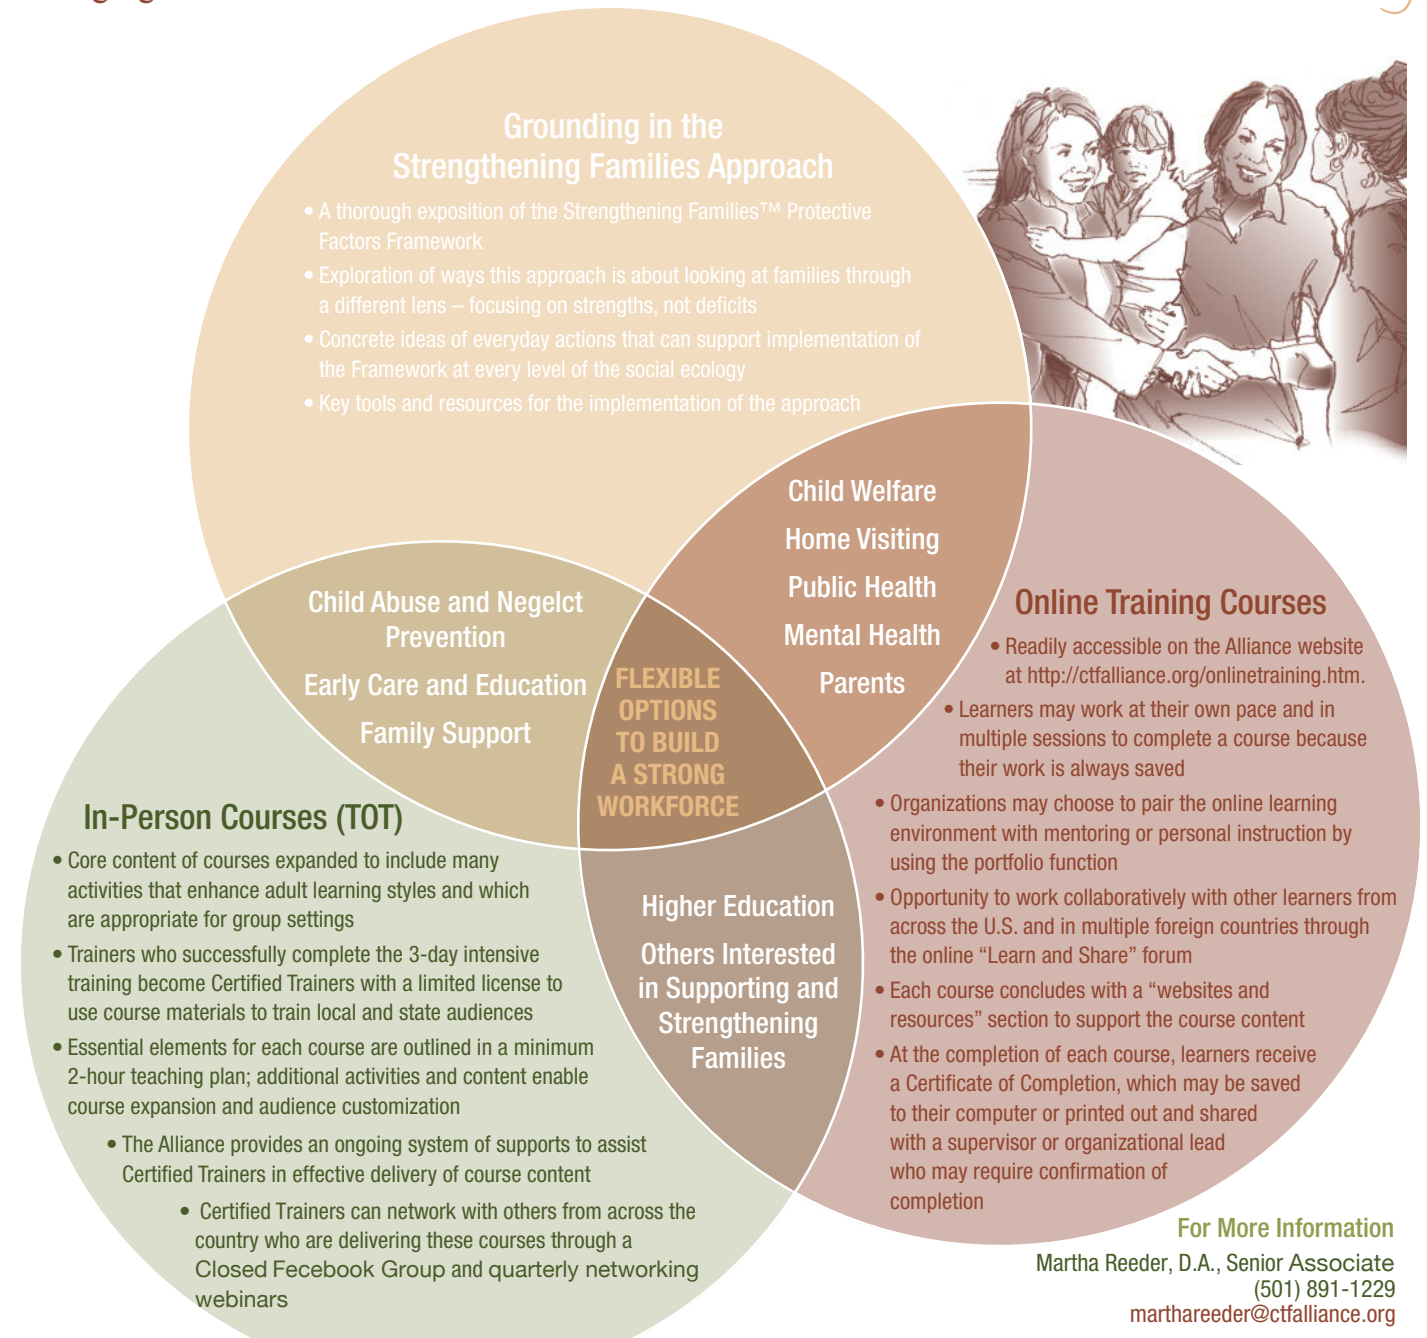 Grounding in the
Strengthening Families Approach
• A thorough exposition of the Strengthening Families™ Protective
Factors Framework
• Exploration of ways this approach is about looking at families through
a different lens – focusing on strengths, not deficits
• Concrete ideas of everyday actions that can support implementation of
the Framework at every level of the social ecology
• Key tools and resources for the implementation of the approach
Child Welfare
Home Visiting
Public Health
Mental Health
Parents
Child Abuse and Negelct
Prevention
Early Care and Education
Family Support
FLEXIBLE
OPTIONS
TO BUILD
A STRONG
WORKFORCE
Online Training Courses
• Readily accessible on the Alliance website
at http://ctfalliance.org/onlinetraining.htm.
• Learners may work at their own pace and in
multiple sessions to complete a course because
their work is always saved
• Organizations may choose to pair the online learning
environment with mentoring or personal instruction by
using the portfolio function
• Opportunity to work collaboratively with other learners from
across the U.S. and in multiple foreign countries through
the online “Learn and Share” forum
• Each course concludes with a “websites and
resources” section to support the course content
• At the completion of each course, learners receive
a Certificate of Completion, which may be saved
to their computer or printed out and shared
with a supervisor or organizational lead
who may require confirmation of
completion
In-Person Courses (TOT)
• Core content of courses expanded to include many
activities that enhance adult learning styles and which
are appropriate for group settings
• Trainers who successfully complete the 3-day intensive
training become Certified Trainers with a limited license to
use course materials to train local and state audiences
• Essential elements for each course are outlined in a minimum
2-hour teaching plan; additional activities and content enable
course expansion and audience customization
• The Alliance provides an ongoing system of supports to assist
Certified Trainers in effective delivery of course content
• Certified Trainers can network with others from across the
country who are delivering these courses through a
Closed Fecebook Group and quarterly networking
webinars
Higher Education
Others Interested
in Supporting and
Strengthening
Families
For More Information
Martha Reeder, D.A., Senior Associate
(501) 891-1229
marthareeder@ctfalliance.org